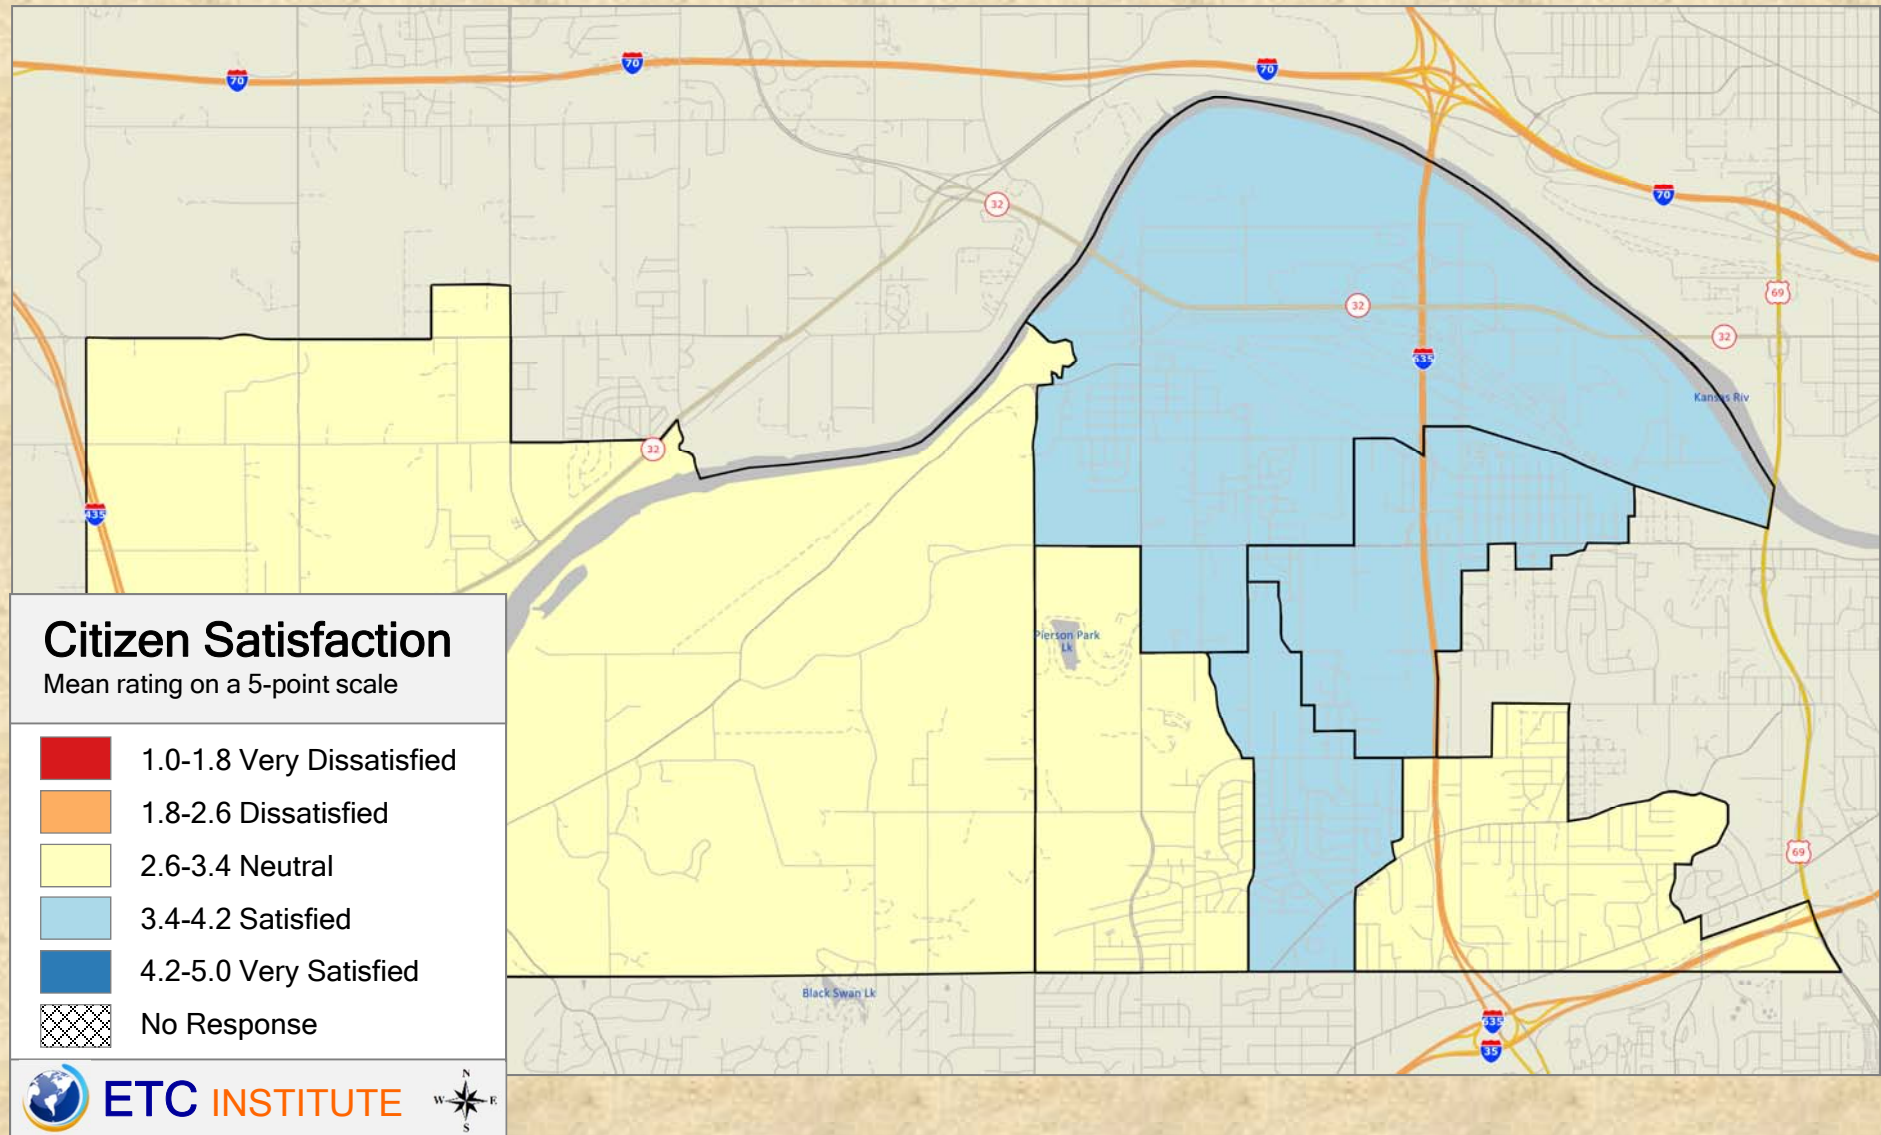 70
70
70
70
32
69
32
32
635
Kansas Riv
32
435
Pierson Park
Lk
69
Black Swan Lk
635
35
Citizen Satisfaction
Mean rating on a 5-point scale
1.0-1.8 Very Dissatisfied
1.8-2.6 Dissatisfied
2.6-3.4 Neutral
3.4-4.2 Satisfied
4.2-5.0 Very Satisfied
No Response
ETC INSTITUTE
N
W E
S